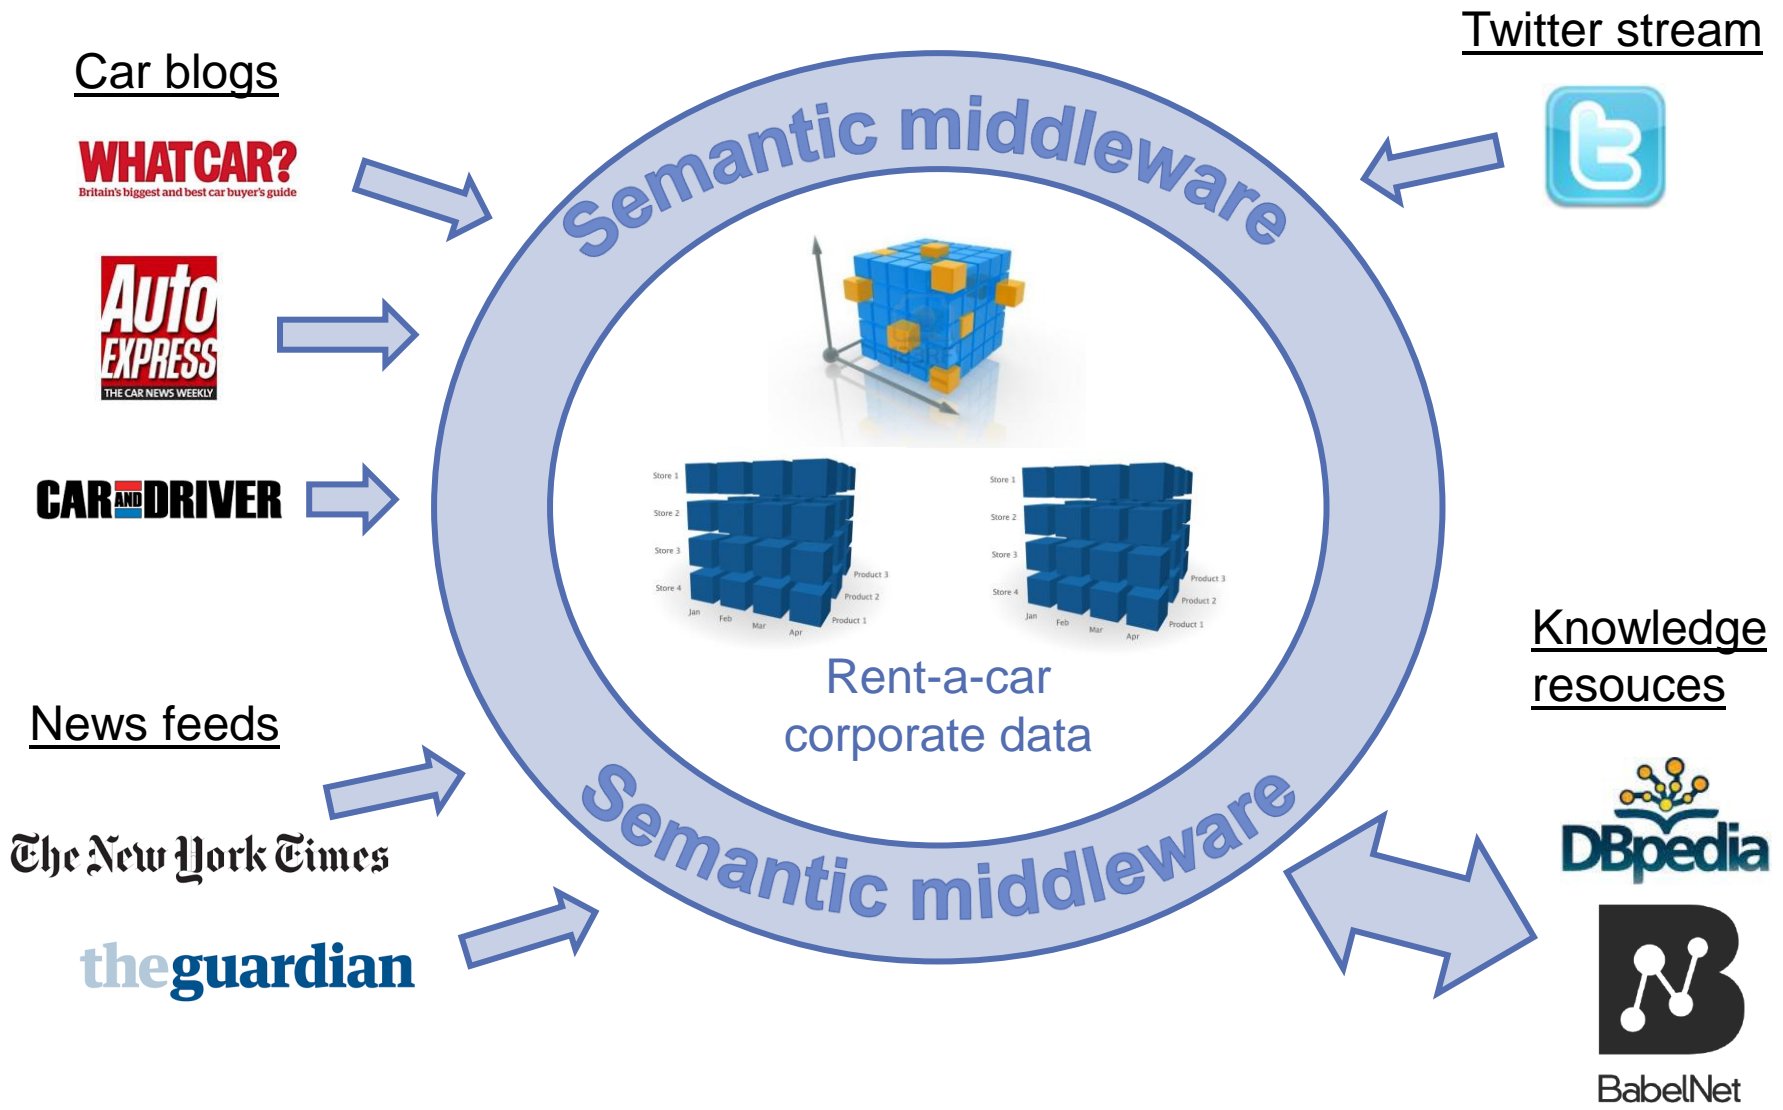 Twitter stream
Car blogs
Semantic middleware
WHATCAR?
Britain's biggest and best car buyer's guide
Auto
EXPRESS
THE CAR NEWS WEEKLY
CAR AND DRIVER
Store 1
Store 2
Store 3
Store 4
Jan
Feb
Mar
Apr
Product 3
Product 2
Product 1
Store 1
Store 2
Store 3
Store 4
Jan
Feb
Mar
Apr
Product 3
Product 2
Product 1
Rent-a-car
corporate data
Knowledge
resouces
News feeds
Semantic middleware
The New York Times
theguardian
DBpedia
BabelNet